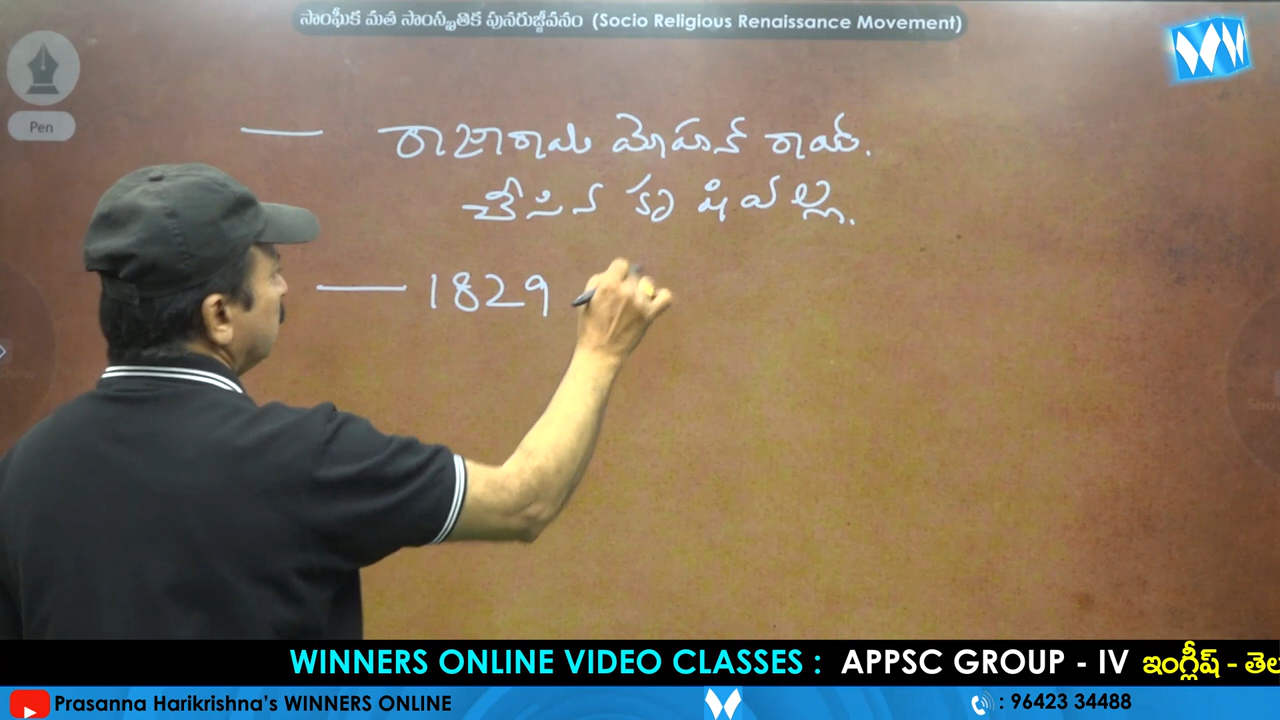 సాంఘీక మత సాంస్కృతిక పునరుజ్జీవనం (Socio Religious Renaissance Movement)
Pen
— రాజారామ మోహన్ రాయ్.
చేసిన కృషివల్ల.
— 1829
WINNERS ONLINE VIDEO CLASSES : APPSC GROUP - IV ఇంగ్లీష్ - తెలు
Prasanna Harikrishna's WINNERS ONLINE
: 96423 34488